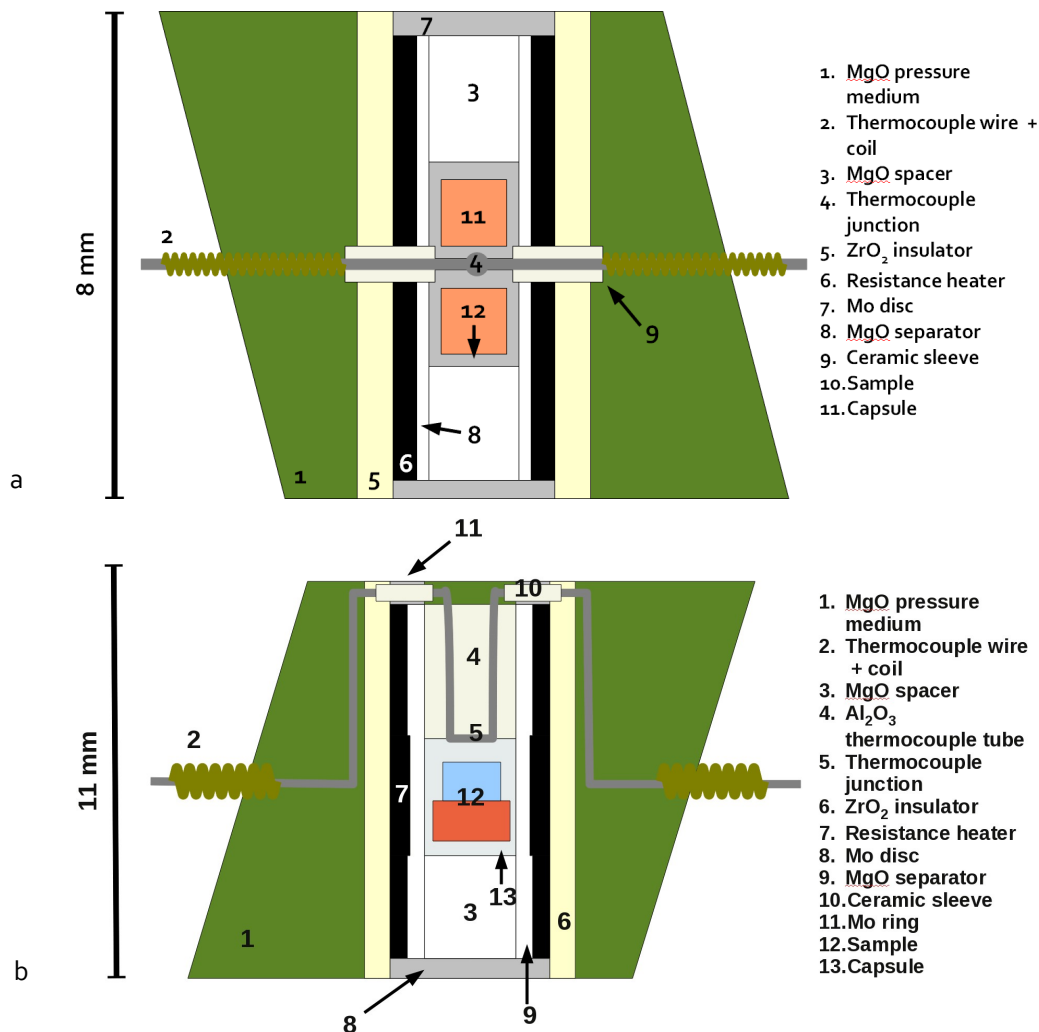 7
3
1. MgO pressure
medium
2. Thermocouple wire +
coil
3. MgO spacer
4. Thermocouple
junction
5. ZrO2 insulator
6. Resistance heater
7. Mo disc
8. MgO separator
9. Ceramic sleeve
10.Sample
11.Capsule
11
2
8 mm
4
12
9
8
6
5
1
a
11
10
1. MgO pressure
medium
2. Thermocouple wire
+ coil
3. MgO spacer
4. Al2O3
thermocouple tube
5. Thermocouple
junction
6. ZrO2 insulator
7. Resistance heater
8. Mo disc
9. MgO separator
10.Ceramic sleeve
11.Mo ring
12.Sample
13.Capsule
4
5
2
11 mm
7
12
13
3
6
1
b
8
9